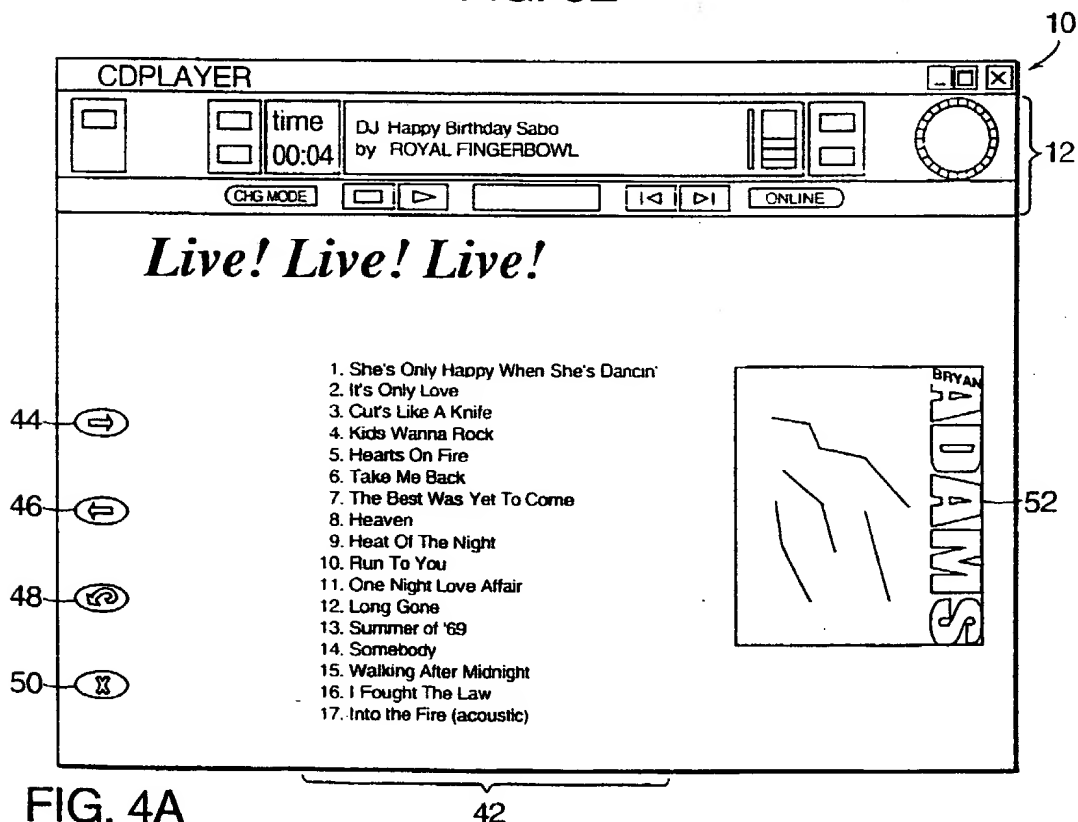 10
CDPLAYER
time
00:04
DJ Happy Birthday Sabo
by ROYAL FINGERBOWL
12
CHG MODE
ONLINE
Live! Live! Live!
1. She's Only Happy When She's Dancin'
2. It's Only Love
3. Cut's Like A Knife
4. Kids Wanna Rock
5. Hearts On Fire
6. Take Me Back
7. The Best Was Yet To Come
8. Heaven
9. Heat Of The Night
10. Run To You
11. One Night Love Affair
12. Long Gone
13. Summer of '69
14. Somebody
15. Walking After Midnight
16. I Fought The Law
17. Into the Fire (acoustic)
BRYAN
ADAMS
44
46
48
50
X
52
42
FIG. 4A